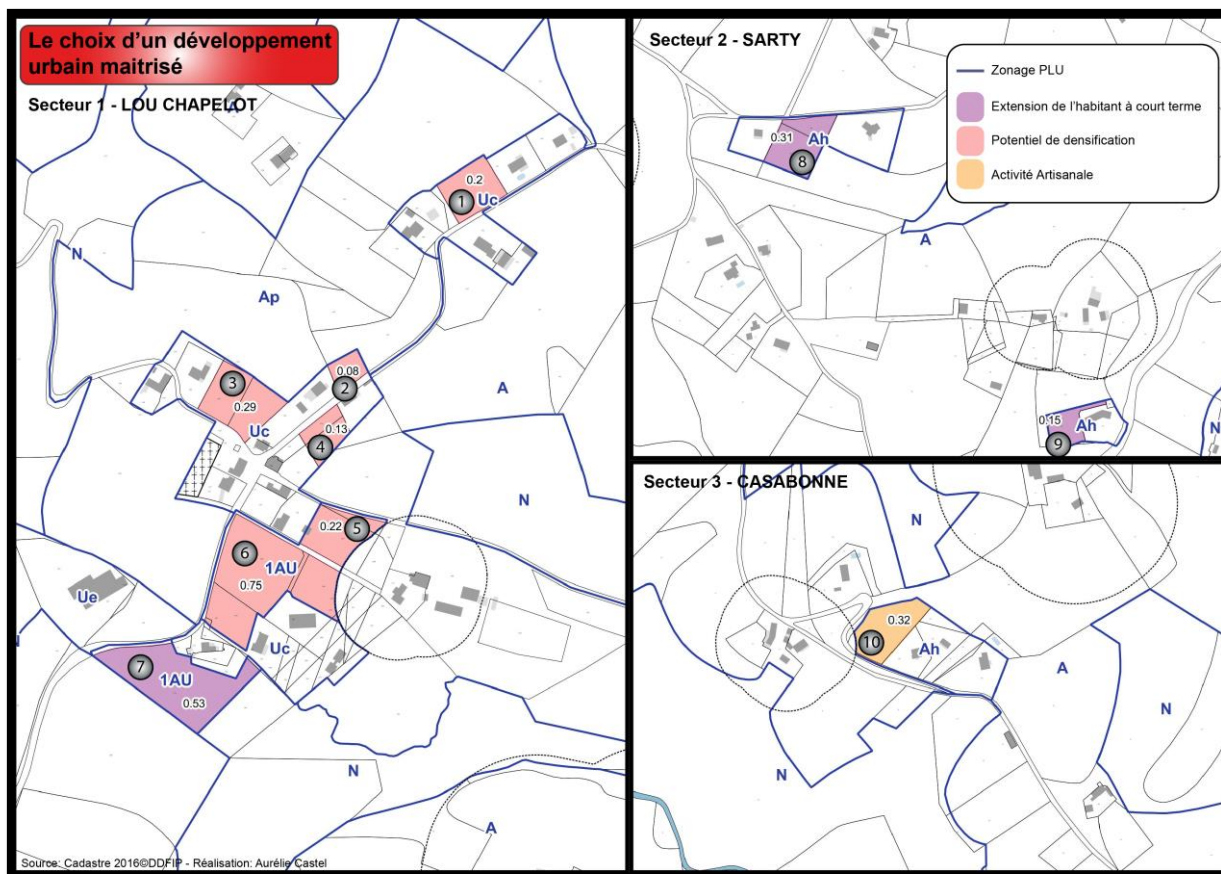 Le choix d'un développement
urbain maitrisé
Secteur 1 - LOU CHAPELOT
N
Ap
0.2
1
Uc
3
0.29
Uc
0.08
2
0.13
4
A
N
0.22
5
6
1AU
0.75
Ue
Uc
N
7
1AU
0.53
N
A
Source: Cadastre 2016©DDFIP - Réalisation: Aurélie Castel
Secteur 2 - SARTY
Zonage PLU
Extension de l'habitant à court terme
Potentiel de densification
Activité Artisanale
0.31
Ah
8
A
0.15
Ah
9
N
Secteur 3 - CASABONNE
N
0.32
10
Ah
A
N
N